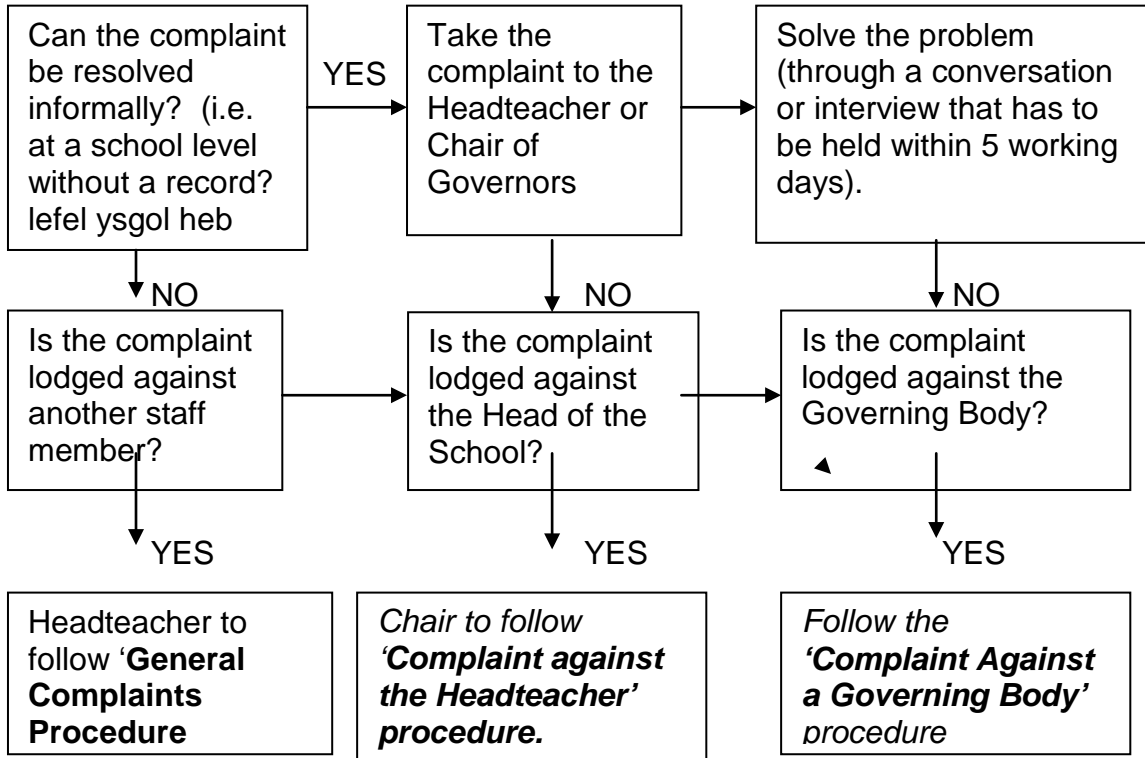 Can the complaint
be resolved
informally? (i.e.
at a school level
without a record?
lefel ysgol heb
YES
Take the
complaint to the
Headteacher or
Chair of
Governors
Solve the problem
(through a conversation
or interview that has to
be held within 5 working
days).
NO
NO
NO
Is the complaint
lodged against
another staff
member?
Is the complaint
lodged against
the Head of the
School?
Is the complaint
lodged against the
Governing Body?
YES
YES
YES
Headteacher to
follow ‘General
Complaints
Procedure
Chair to follow
‘Complaint against
the Headteacher’
procedure.
Follow the
‘Complaint Against
a Governing Body’
procedure